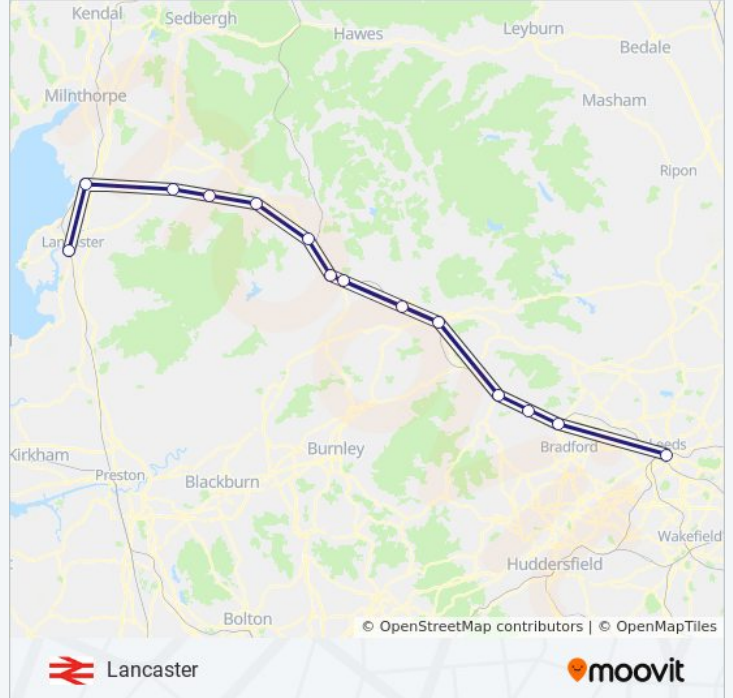 Kendal
Sedbergh
Hawes
Leyburn
Bedale
Milnthorpe
Masham
Ripon
Lancaster
Burnley
Bradford
Leeds
Kirkham
Preston
Blackburn
Wakefield
Huddersfield
Bolton
© OpenStreetMap contributors | © OpenMapTiles
Lancaster
moovit